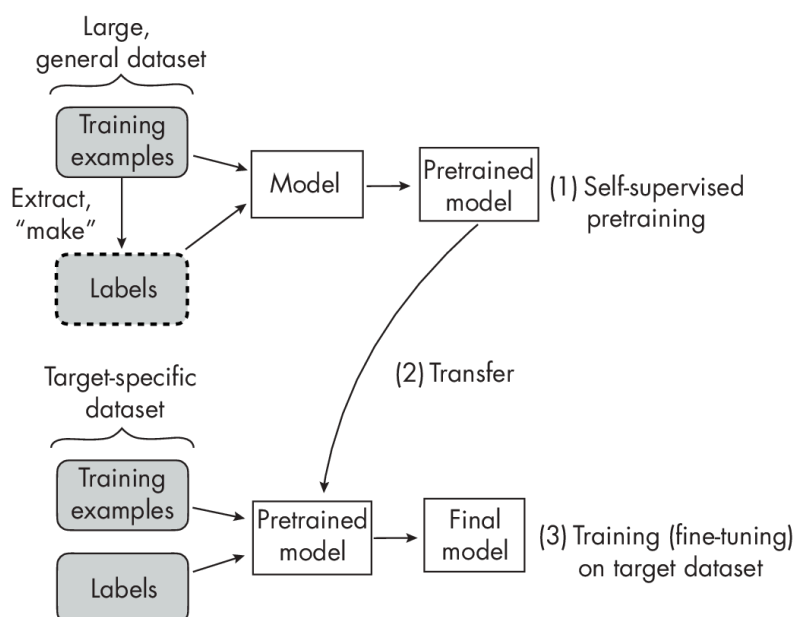 Large,
general dataset
Training
examples
Extract,
“make”
Labels
Model
Pretrained
model
(1) Self-supervised
pretraining
(2) Transfer
Target-specific
dataset
Training
examples
Labels
Pretrained
model
Final
model
(3) Training (fine-tuning)
on target dataset